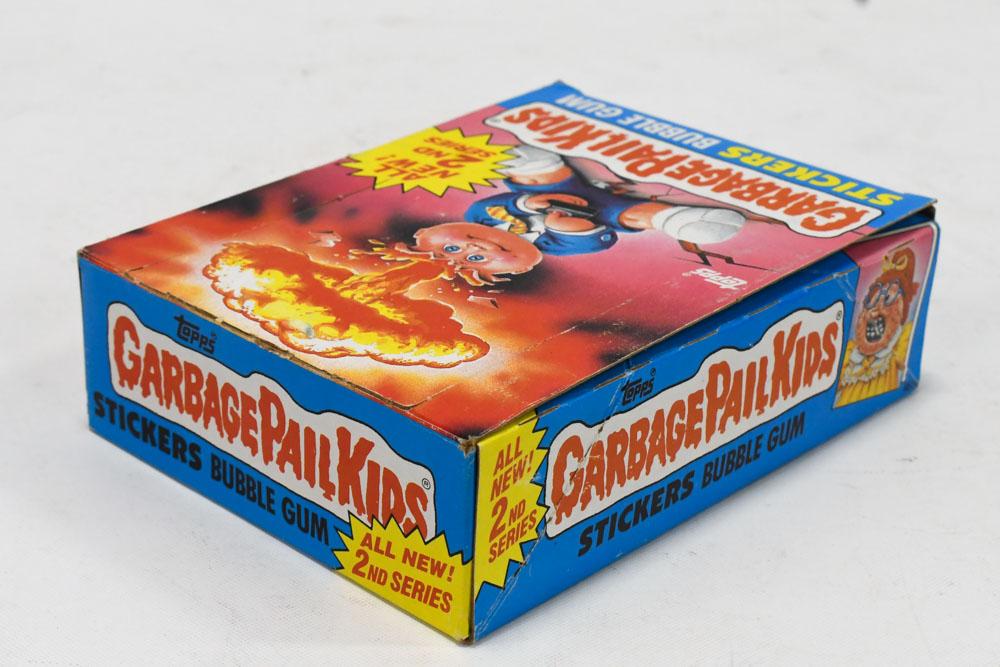 STICKERS BUBBLE GUM
GARBAGE PAIL KIDS
®
ALL
NEW!
2ND
SERIES
TOPPS
TOPPS
GARBAGE PAIL KIDS
®
STICKERS BUBBLE GUM
ALL NEW!
2ND SERIES
TOPPS
GARBAGE PAIL KIDS
®
STICKERS BUBBLE GUM
ALL
NEW!
2ND
SERIES